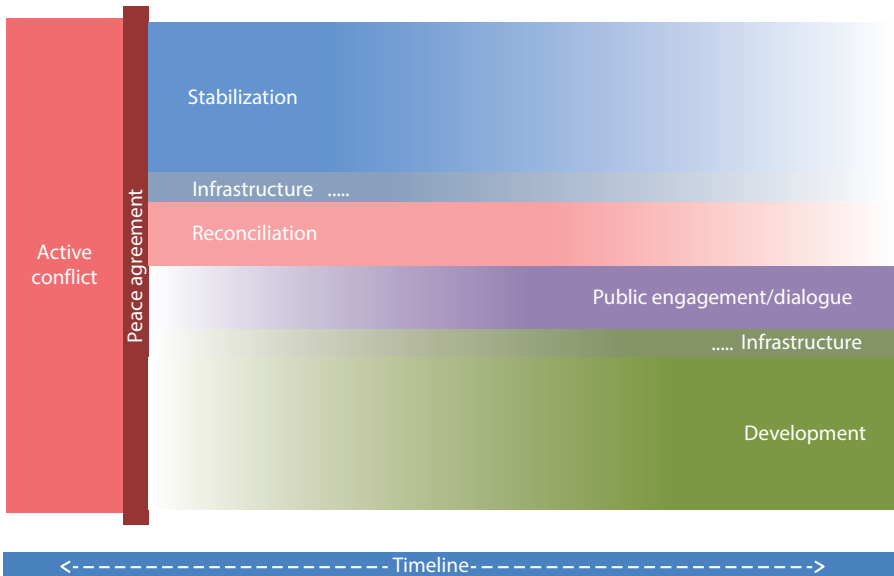 Active
conflict
Peace agreement
Stabilization
Infrastructure .....
Reconciliation
Public engagement/dialogue
..... Infrastructure
Development
Timeline